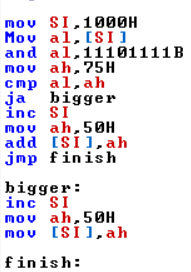 mov SI,1000H
Mov al,[SI]
and al,11101111B
mov ah,75H
cmp al,ah
ja bigger
inc SI
mov ah,50H
add [SI],ah
jmp finish
bigger:
inc SI
mov ah,50H
mov [SI],ah
finish: